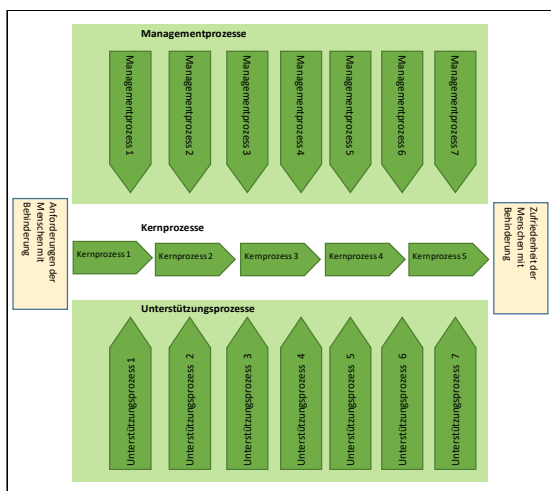 Managementprozesse
Managementprozess 1
Managementprozess 2
Managementprozess 3
Managementprozess 4
Managementprozess 5
Managementprozess 6
Managementprozess 7
Anforderungen der
Menschen mit
Behinderung
Kernprozesse
Kernprozess 1
Kernprozess 2
Kernprozess 3
Kernprozess 4
Kernprozess 5
Zufriedenheit der
Menschen mit
Behinderung
Unterstützungsprozesse
Unterstützungsprozess 1
Unterstützungsprozess 2
Unterstützungsprozess 3
Unterstützungsprozess 4
Unterstützungsprozess 5
Unterstützungsprozess 6
Unterstützungsprozess 7